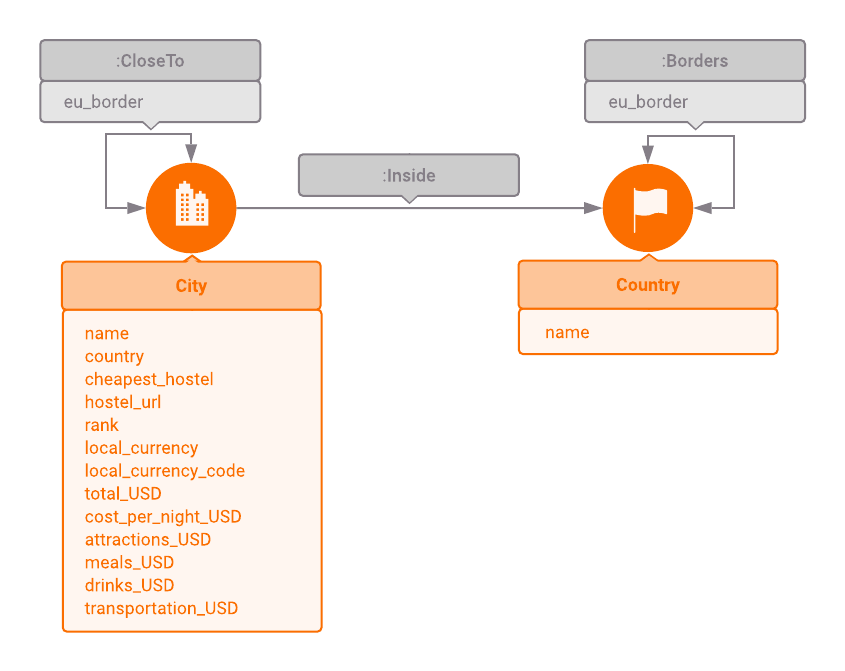 :CloseTo
eu_border
:Borders
eu_border
:Inside
City
name
country
cheapest_hostel
hostel_url
rank
local_currency
local_currency_code
total_USD
cost_per_night_USD
attractions_USD
meals_USD
drinks_USD
transportation_USD
Country
name